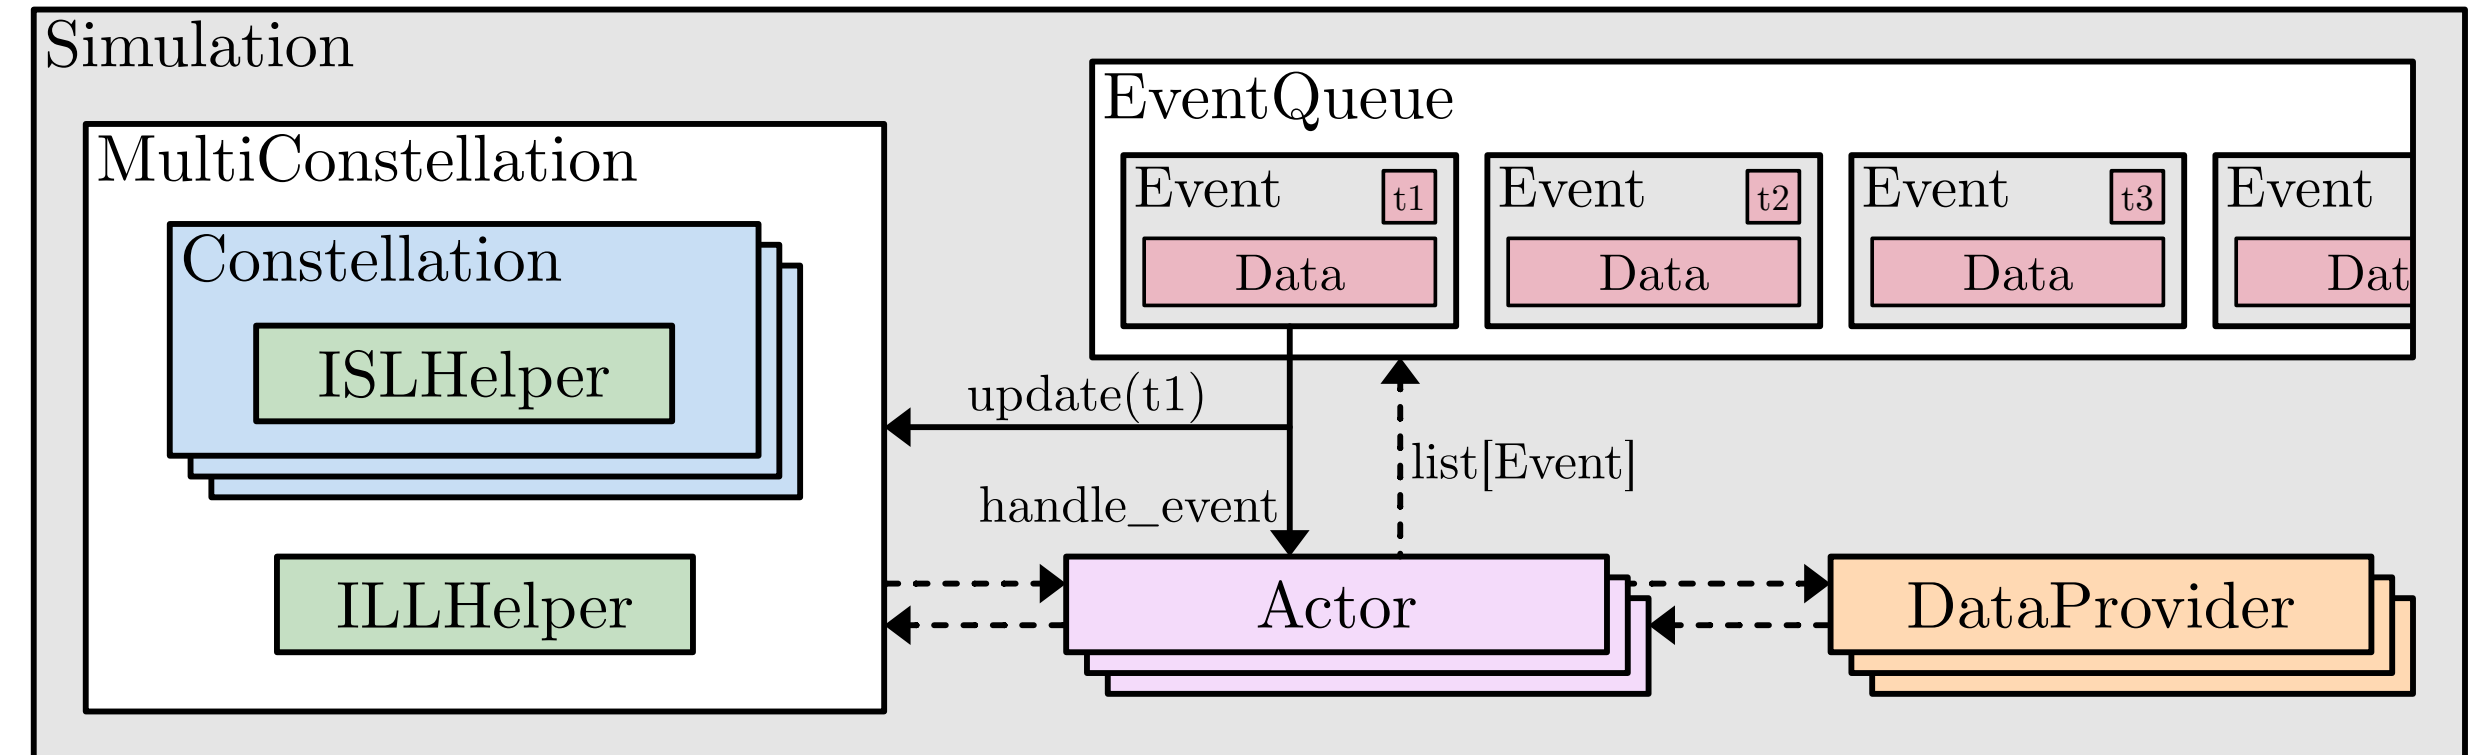 Simulation
EventQueue
MultiConstellation
Event t1
Event t2
Event t3
Event
Data
Data
Data
Dat
Constellation
ISLHelper
update(t1)
list[Event]
handle_event
ILLHelper
Actor
DataProvider